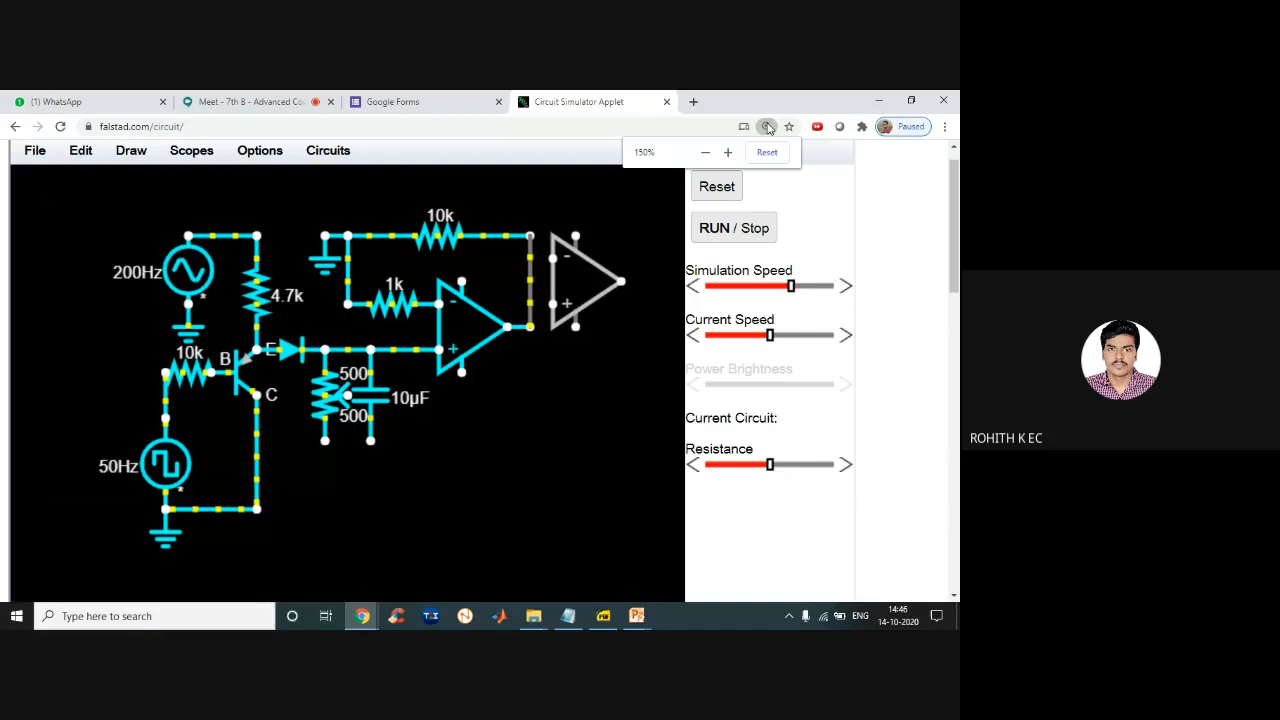 (1) WhatsApp
Meet - 7th B - Advanced Co
Google Forms
Circuit Simulator Applet
falstad.com/circuit/
Paused
File Edit Draw Scopes Options Circuits
150%
Reset
Reset
RUN / Stop
Simulation Speed
Current Speed
Power Brightness
Current Circuit:
Resistance
10k
200Hz
4.7k
1k
-
+
-
+
10k
B
E
C
500
500
10µF
50Hz
*
*
ROHITH K EC
Type here to search
ENG
14:46
14-10-2020